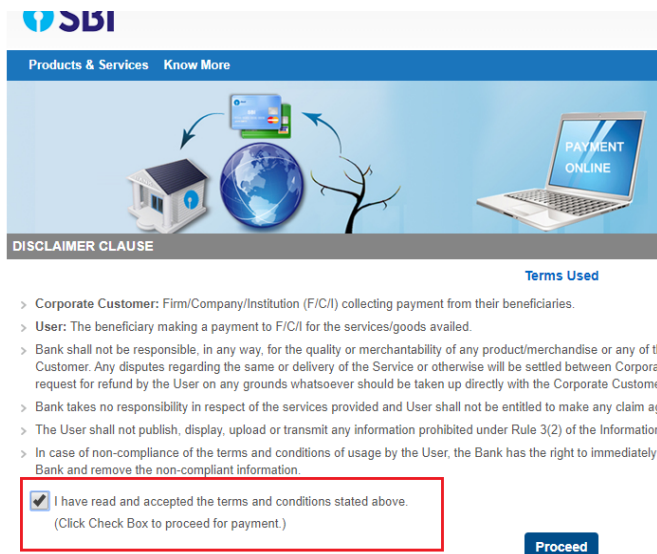 SBI
Products & Services Know More
PAYMENT
ONLINE
DISCLAIMER CLAUSE
Terms Used
Corporate Customer: Firm/Company/Institution (F/C/I) collecting payment from their beneficiaries.
User: The beneficiary making a payment to F/C/I for the services/goods availed.
Bank shall not be responsible, in any way, for the quality or merchantability of any product/merchandise or any of
Customer. Any disputes regarding the same or delivery of the Service or otherwise will be settled between
request for refund by the User on any grounds whatsoever should be taken up directly with the Corporate
Bank takes no responsibility in respect of the services provided and User shall not be entitled to make any claim
The User shall not publish, display, upload or transmit any information prohibited under Rule 3(2) of the
In case of non-compliance of the terms and conditions of usage by the User, the Bank has the right to immediately
Bank and remove the non-compliant information.
I have read and accepted the terms and conditions stated above.
(Click Check Box to proceed for payment.)
Proceed